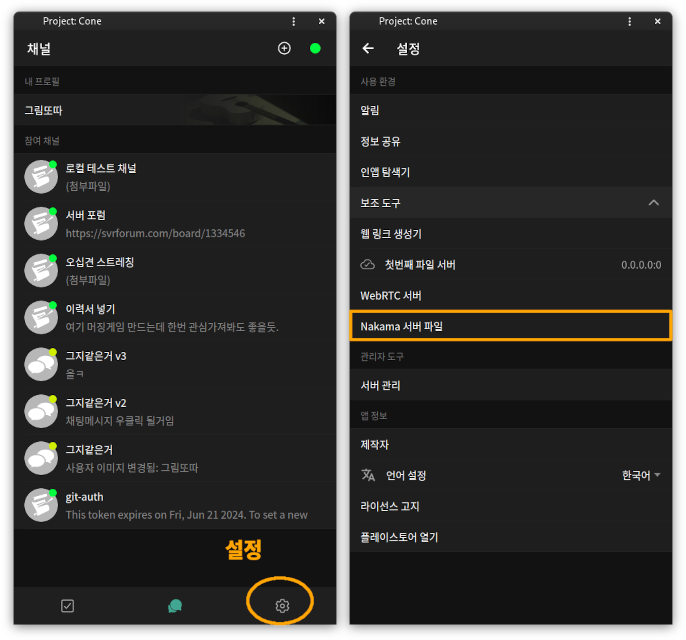 Project: Cone
채널
내 프로필
그림또따
참여 채널
로컬 테스트 채널
(첨부파일)
서버 포럼
https://svrforum.com/board/1334546
오십견 스트레칭
(첨부파일)
이력서 넣기
여기 머징게임 만드는데 한번 관심가져봐도 좋을듯.
그지같은거 v3
올ㅋ
그지같은거 v2
채팅메시지 우클릭 될거임
그지같은거
사용자 이미지 변경됨: 그림또따
git-auth
This token expires on Fri, Jun 21 2024. To set a new
설정
Project: Cone
설정
사용 환경
알림
정보 공유
인앱 탐색기
보조 도구
웹 링크 생성기
첫번째 파일 서버 0.0.0.0:0
WebRTC 서버
Nakama 서버 파일
관리자 도구
서버 관리
앱 정보
제작자
언어 설정 한국어
라이선스 고지
플레이스토어 열기